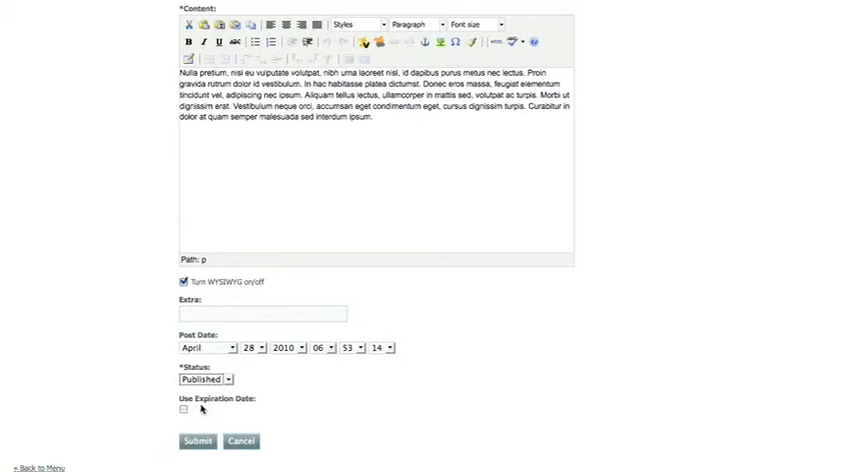 *Content:
Styles Paragraph Font size
B I U ABC
Nulla pretium, nisi eu vulputate volutpat, nibh urna laoreet nisl, id dapibus purus metus nec lectus. Proin
gravida rutrum dolor id vestibulum. In hac habitasse platea dictumst. Donec eros massa, feugiat elementum
tincidunt vel, adipiscing nec ipsum. Aliquam tellus lectus, ullamcorper in mattis sed, volutpat ac turpis. Morbi ut
dignissim erat. Vestibulum neque orci, accumsan eget condimentum eget, cursus dignissim turpis. Curabitur in
dolor at quam semper malesuada sed interdum ipsum.
Path: p
Turn WYSIWYG on/off
Extra:
Post Date:
April 28 2010 06 53 14
*Status:
Published
Use Expiration Date:
Submit Cancel
« Back to Menu